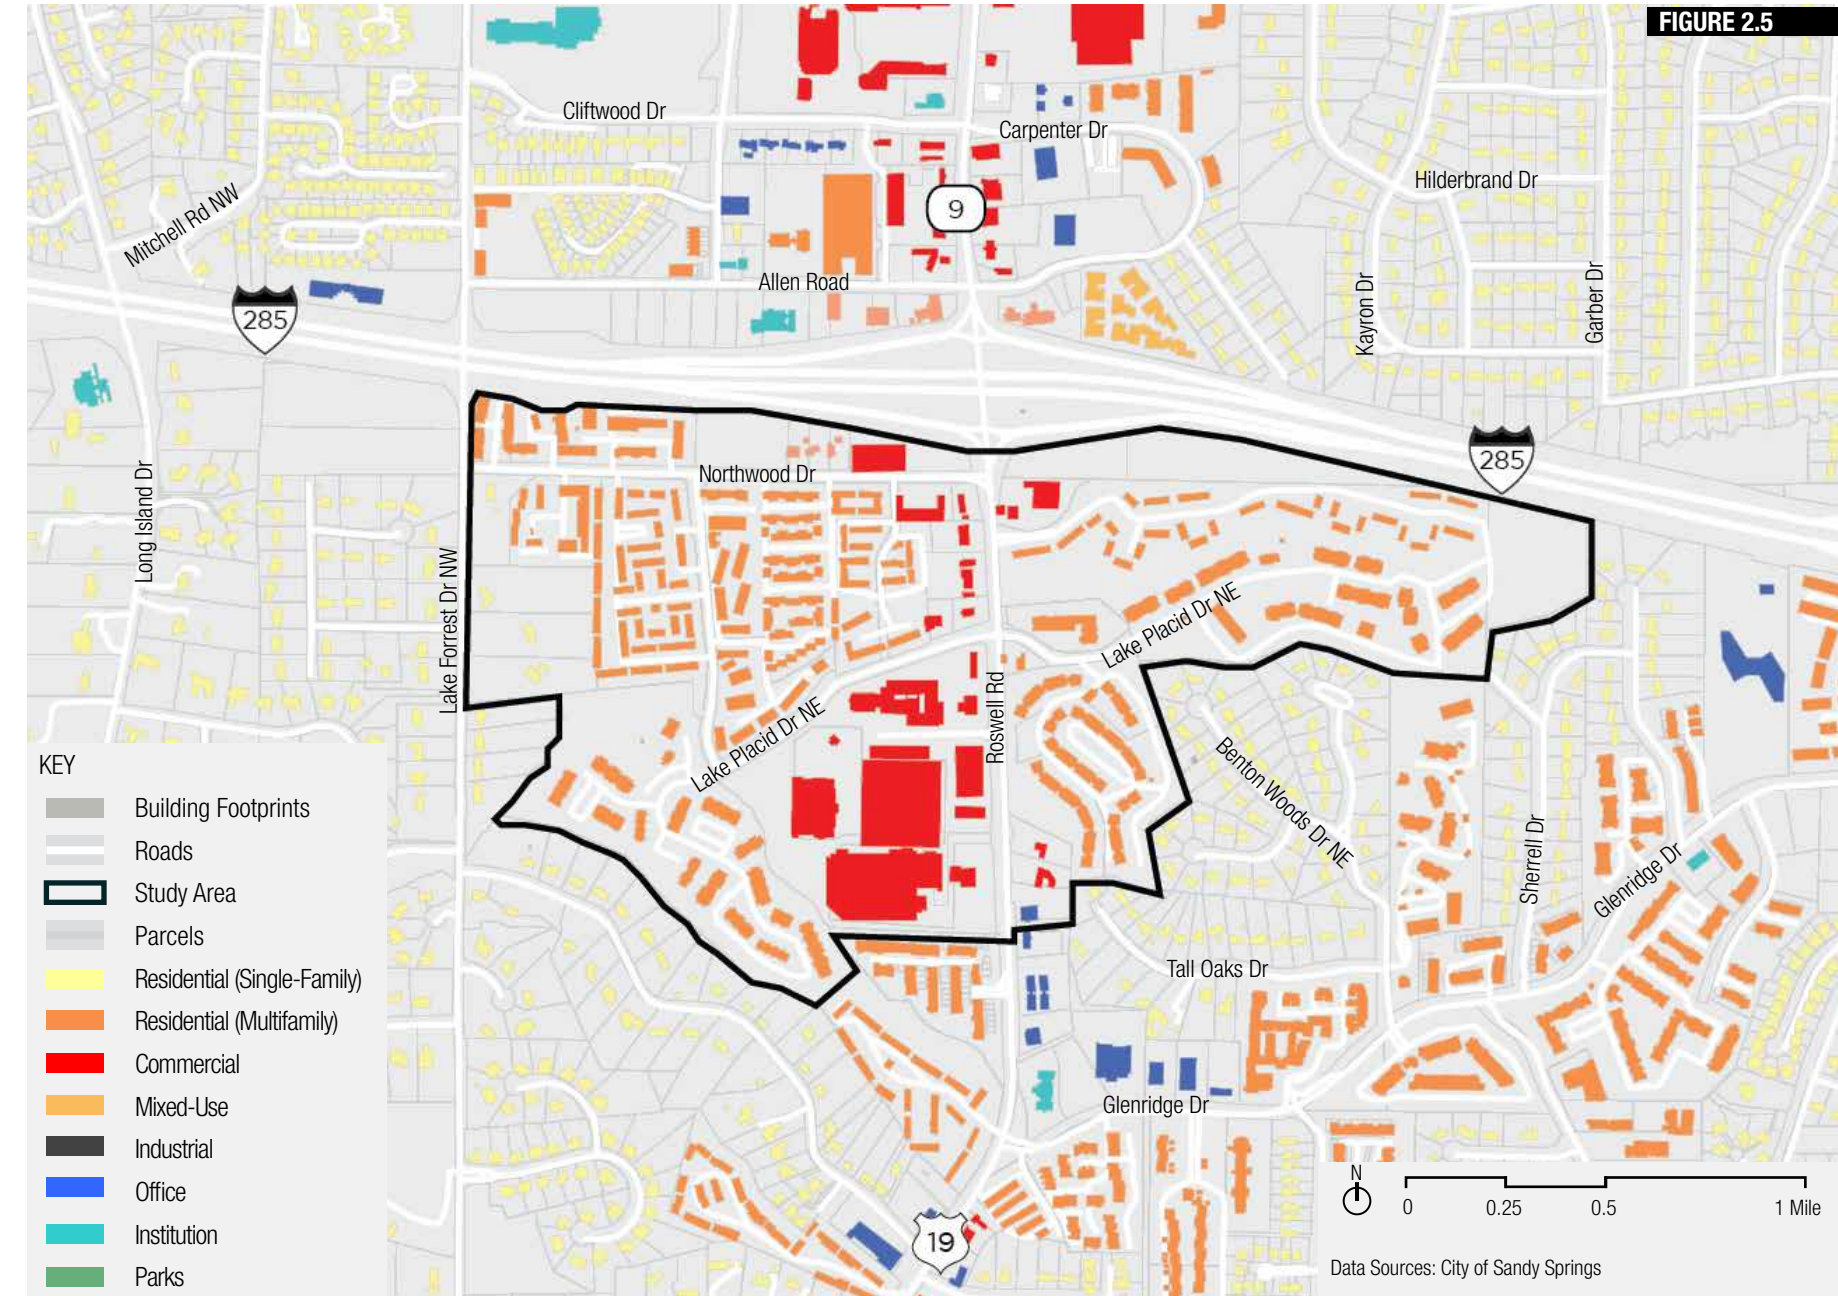 FIGURE 2.5
Cliftwood Dr
Carpenter Dr
Hilderbrand Dr
Mitchell Rd NW
9
Allen Road
285
Kayron Dr
Garber Dr
285
Northwood Dr
Long Island Dr
Lake Forrest Dr NW
Lake Placid Dr NE
Roswell Rd
Lake Placid Dr NE
Benton Woods Dr NE
Sherrell Dr
Glenridge Dr
Tall Oaks Dr
Glenridge Dr
19
KEY
Building Footprints
Roads
Study Area
Parcels
Residential (Single-Family)
Residential (Multifamily)
Commercial
Mixed-Use
Industrial
Office
Institution
Parks
N
0 0.25 0.5 1 Mile
Data Sources: City of Sandy Springs